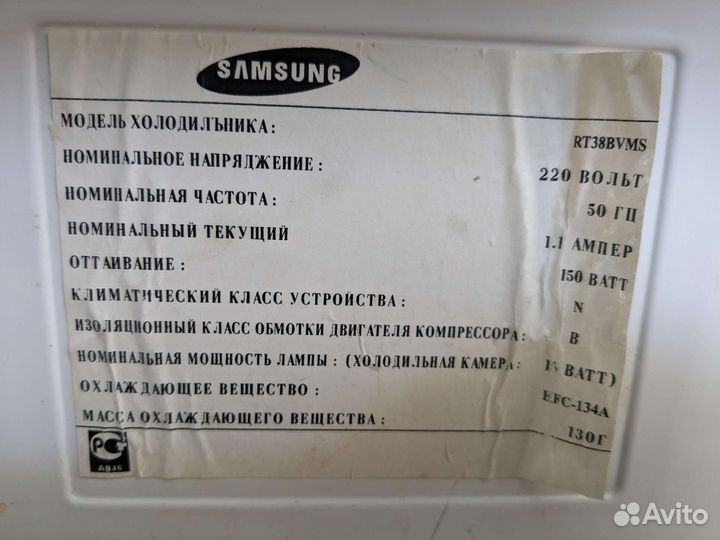 SAMSUNG
МОДЕЛЬ ХОЛОДИЛЪНИКА: RT38BVMS
НОМИНАЛЬНОЕ НАПРЯДЖЕНИЕ: 220 ВОЛЬТ
НОМИНАЛЬНАЯ ЧАСТОТА: 50 ГЦ
НОМИНАЛЬНЫЙ ТЕКУЩИЙ 1.1 АМПЕР
ОТТАИВАНИЕ: 150 ВАТТ
КЛИМАТИЧЕСКИЙ КЛАСС УСТРОЙСТВА: N
ИЗОЛЯЦИОННЫЙ КЛАСС ОБМОТКИ ДВИГАТЕЛЯ КОМПРЕССОРА: B
НОМИНАЛЬНАЯ МОЩНОСТЬ ЛАМПЫ: (ХОЛОДИЛЬНАЯ КАМЕРА: ВАТТ)
ОХЛАЖДАЮЩЕЕ ВЕЩЕСТВО:
МАССА ОХЛАЖДАЮЩЕГО ВЕЩЕСТВА: 130Г
РС
Avito